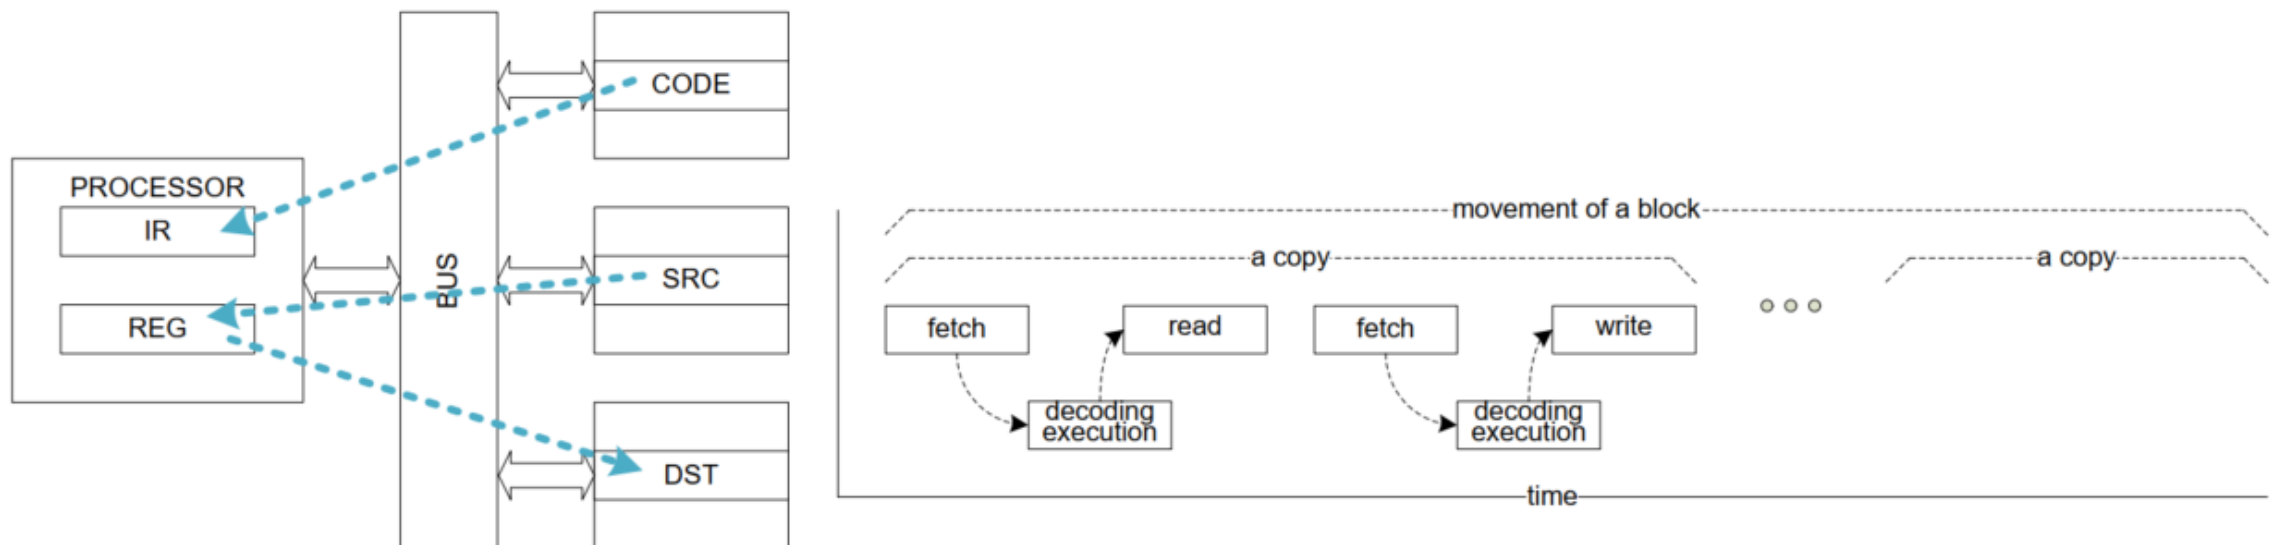 CODE
PROCESSOR
IR
BUS
SRC
REG
DST
movement of a block
a copy
a copy
fetch
read
fetch
write
decoding
execution
decoding
execution
time